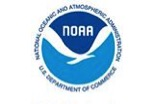 NATIONAL OCEANIC AND ATMOSPHERIC ADMINISTRATION
NOAA
U.S. DEPARTMENT OF COMMERCE